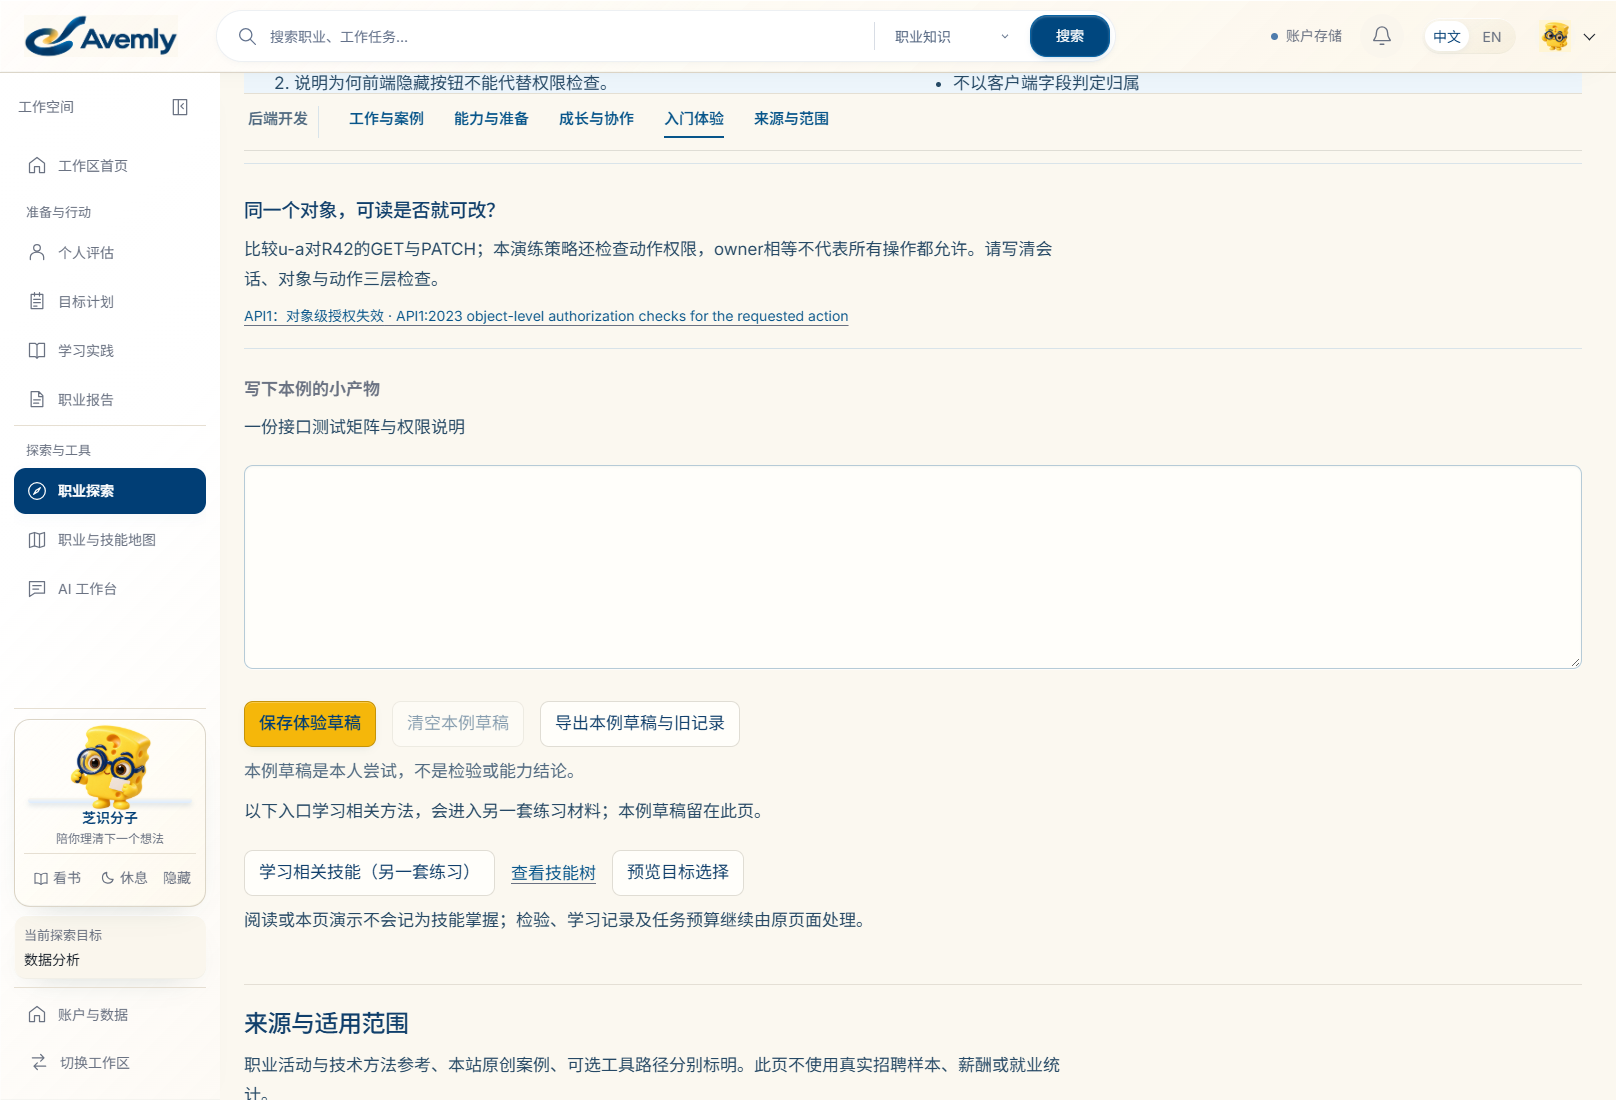 Avemly
搜索职业、工作任务...
职业知识
搜索
账户存储
中文
EN
工作空间
工作区首页
准备与行动
个人评估
目标计划
学习实践
职业报告
探索与工具
职业探索
职业与技能地图
AI 工作台
芝识分子
陪你理清下一个想法
看书
休息
隐藏
当前探索目标
数据分析
账户与数据
切换工作区
2. 说明为何前端隐藏按钮不能代替权限检查。
• 不以客户端字段判定归属
后端开发
工作与案例
能力与准备
成长与协作
入门体验
来源与范围
同一个对象，可读是否就可改？
比较u-a对R42的GET与PATCH；本演练策略还检查动作权限，owner相等不代表所有操作都允许。请写清会
话、对象与动作三层检查。
API1：对象级授权失效 · API1:2023 object-level authorization checks for the requested action
写下本例的小产物
一份接口测试矩阵与权限说明
保存体验草稿
清空本例草稿
导出本例草稿与旧记录
本例草稿是本人尝试，不是检验或能力结论。
以下入口学习相关方法，会进入另一套练习材料；本例草稿留在此页。
学习相关技能（另一套练习）
查看技能树
预览目标选择
阅读或本页演示不会记为技能掌握；检验、学习记录及任务预算继续由原页面处理。
来源与适用范围
职业活动与技术方法参考、本站原创案例、可选工具路径分别标明。此页不使用真实招聘样本、薪酬或就业统
计。